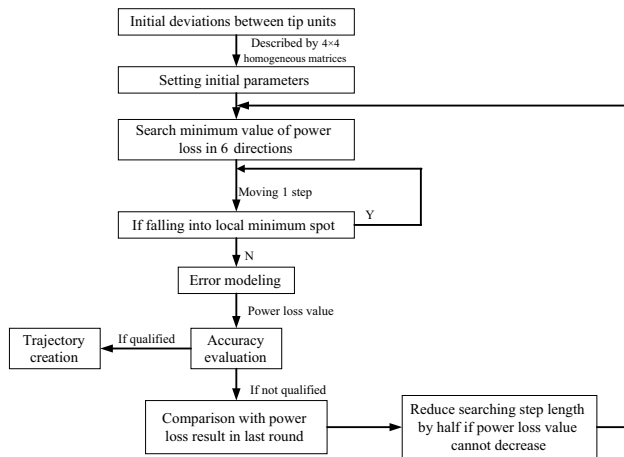 Initial deviations between tip units
Described by 4×4
homogeneous matrices
Setting initial parameters
Search minimum value of power
loss in 6 directions
Moving 1 step
If falling into local minimum spot
Y
N
Error modeling
Power loss value
Trajectory
creation
If qualified
Accuracy
evaluation
If not qualified
Comparison with power
loss result in last round
Reduce searching step length
by half if power loss value
cannot decrease